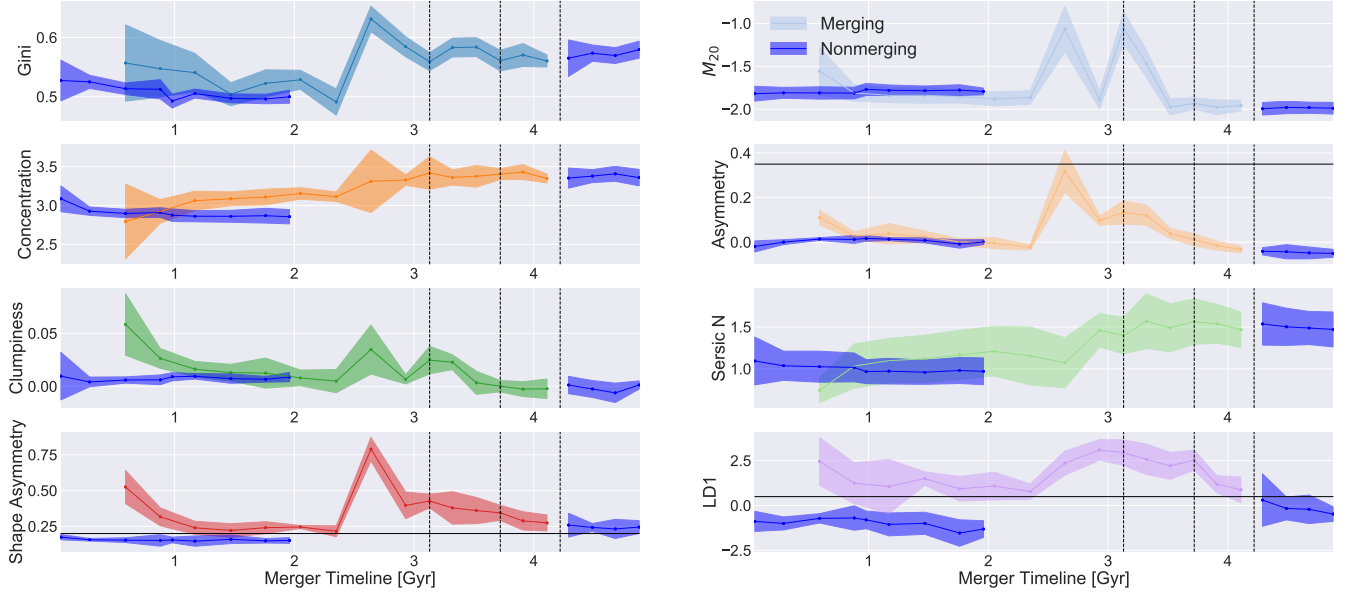 Gini
0.6
0.5
1 2 3 4
Concentration
3.5
3.0
2.5
1 2 3 4
Clumpiness
0.05
0.00
1 2 3 4
Shape Asymmetry
0.75
0.50
0.25
1 2 3 4
Merger Timeline [Gyr]
M20
−1.0
−1.5
−2.0
Merging
Nonmerging
1 2 3 4
Asymmetry
0.4
0.2
0.0
1 2 3 4
Sersic N
1.5
1.0
1 2 3 4
LD1
2.5
0.0
−2.5
1 2 3 4
Merger Timeline [Gyr]